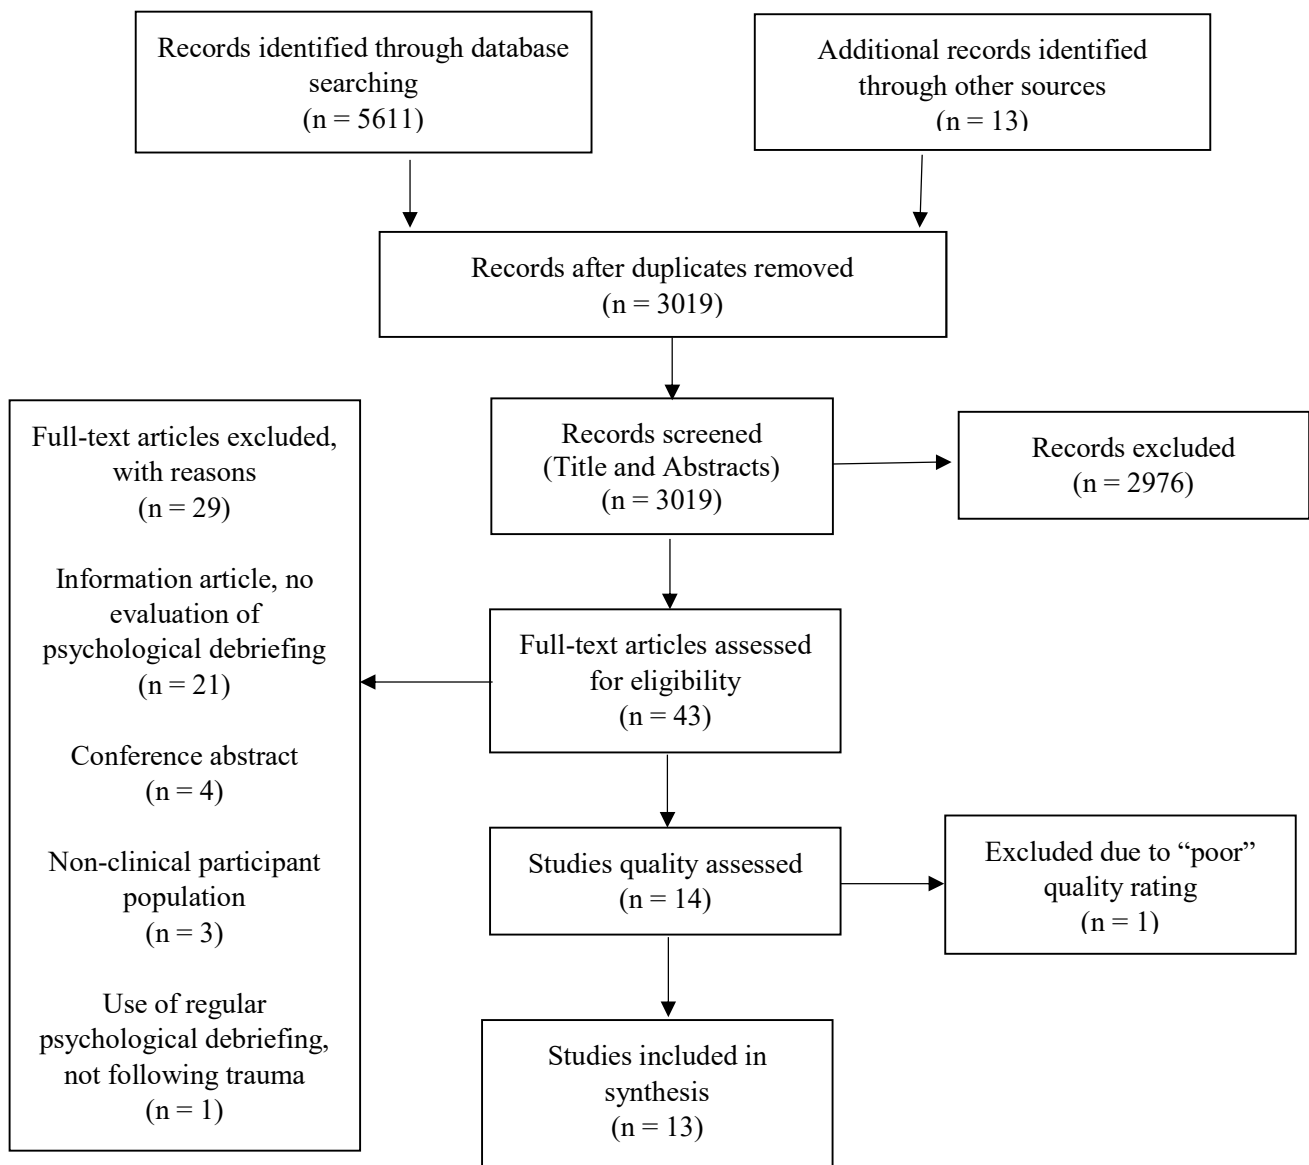 Records identified through database
searching
(n = 5611)
Additional records identified
through other sources
(n = 13)
Records after duplicates removed
(n = 3019)
Records screened
(Title and Abstracts)
(n = 3019)
Records excluded
(n = 2976)
Full-text articles excluded,
with reasons
(n = 29)
Information article, no
evaluation of
psychological debriefing
(n = 21)
Conference abstract
(n = 4)
Non-clinical participant
population
(n = 3)
Use of regular
psychological debriefing,
not following trauma
(n = 1)
Full-text articles assessed
for eligibility
(n = 43)
Studies quality assessed
(n = 14)
Excluded due to “poor”
quality rating
(n = 1)
Studies included in
synthesis
(n = 13)